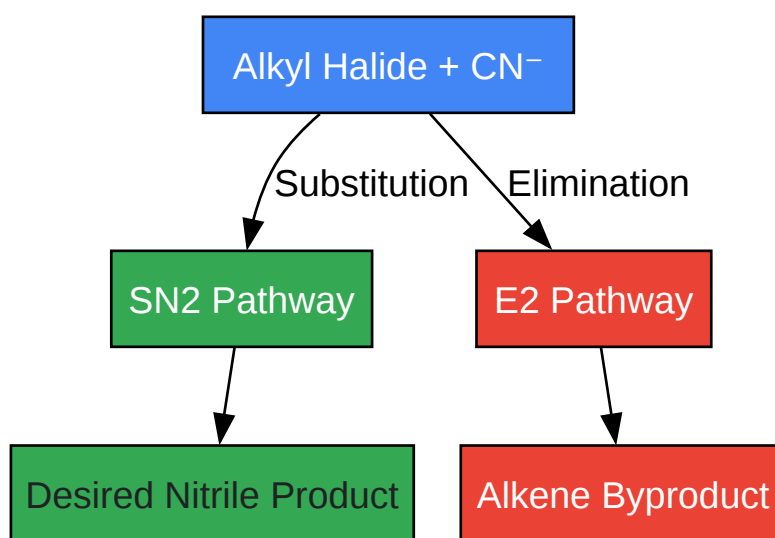 Alkyl Halide + CN⁻
Substitution
Elimination
SN2 Pathway
E2 Pathway
Desired Nitrile Product
Alkene Byproduct